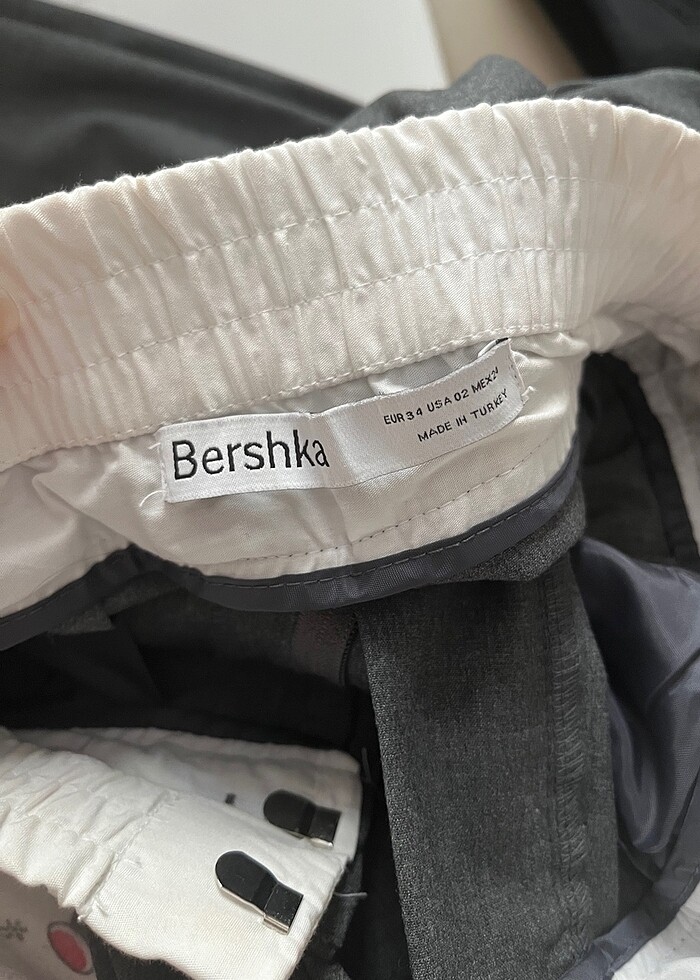 Bershka
EUR 34 USA 02 MEX 24
MADE IN TURKEY